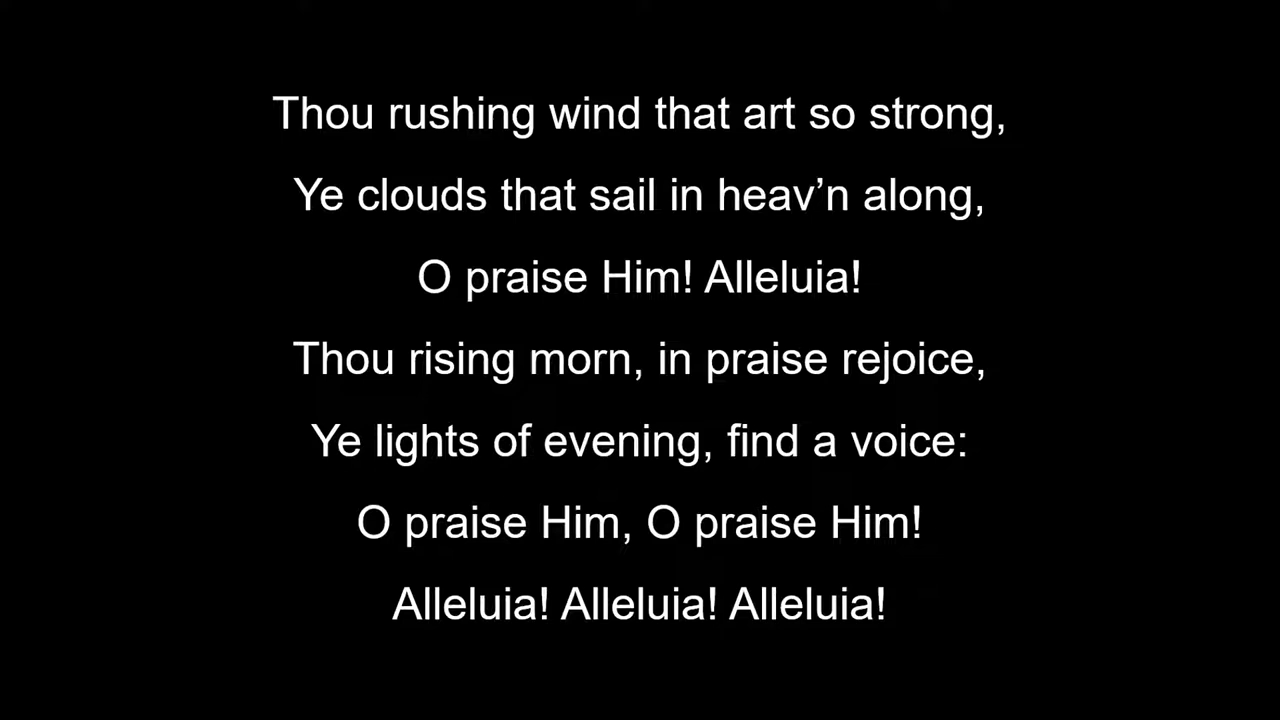 Thou rushing wind that art so strong,
Ye clouds that sail in heav’n along,
O praise Him! Alleluia!
Thou rising morn, in praise rejoice,
Ye lights of evening, find a voice:
O praise Him, O praise Him!
Alleluia! Alleluia! Alleluia!